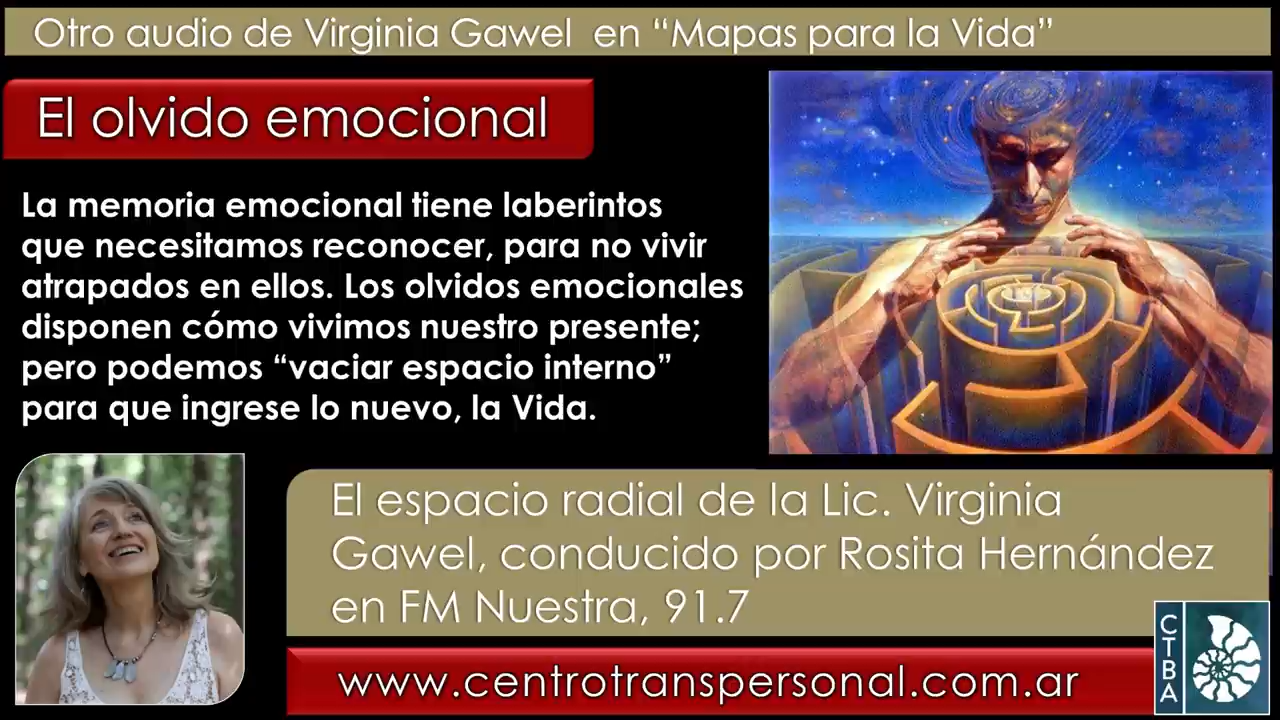 Otro audio de Virginia Gawel en “Mapas para la Vida”
El olvido emocional
La memoria emocional tiene laberintos
que necesitamos reconocer, para no vivir
atrapados en ellos. Los olvidos emocionales
disponen cómo vivimos nuestro presente;
pero podemos “vaciar espacio interno”
para que ingrese lo nuevo, la Vida.
El espacio radial de la Lic. Virginia
Gawel, conducido por Rosita Hernández
en FM Nuestra, 91.7
www.centrotranspersonal.com.ar
CTBA